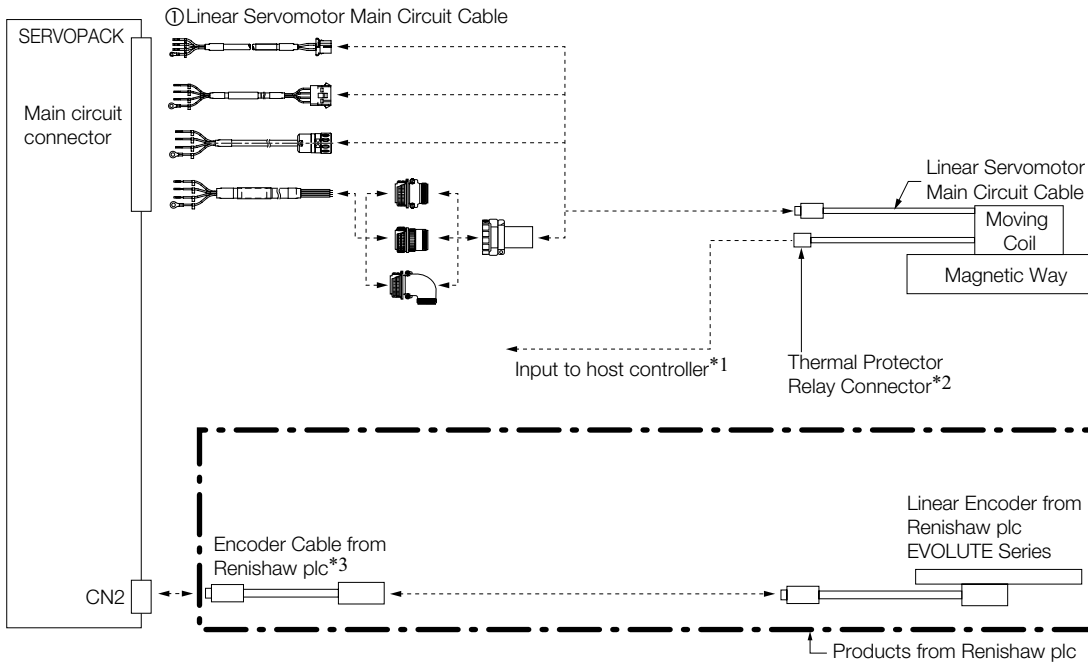 ①Linear Servomotor Main Circuit Cable
SERVOPACK
Main circuit
connector
Linear Servomotor
Main Circuit Cable
Moving
Coil
Magnetic Way
Input to host controller*1
Thermal Protector
Relay Connector*2
Linear Encoder from
Renishaw plc
EVOLUTE Series
Encoder Cable from
Renishaw plc*3
CN2
Products from Renishaw plc